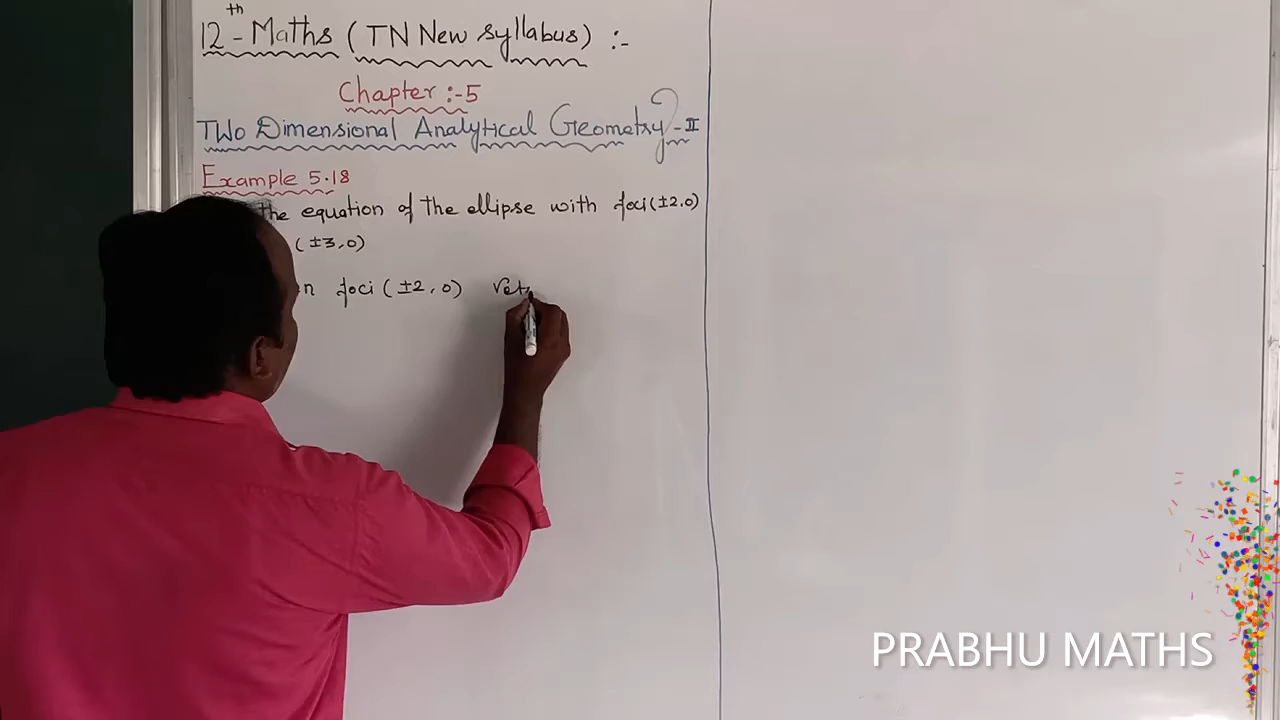 12th - Maths (TN New syllabus) :-
Chapter :- 5
Two Dimensional Analytical Geometry - II
Example 5.18
the equation of the ellipse with foci (±2.0)
(±3,0)
n foci (±2,0) Vet
PRABHU MATHS